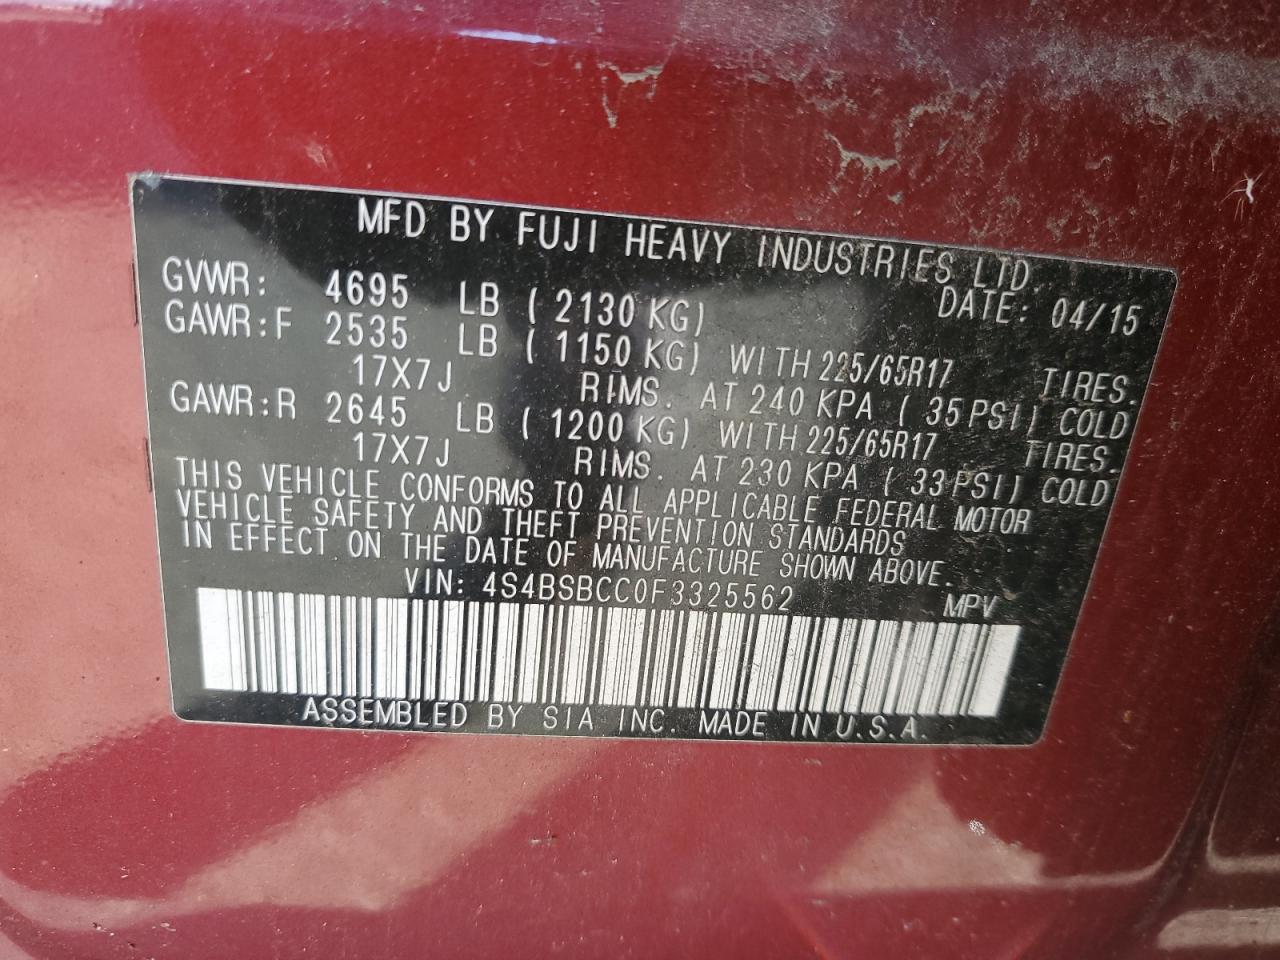 MFD BY FUJI HEAVY INDUSTRIES LTD.
DATE: 04/15
GVWR: 4695 LB ( 2130 KG)
GAWR:F 2535 LB ( 1150 KG) WITH 225/65R17 TIRES.
17X7J RIMS. AT 240 KPA ( 35 PSI) COLD
GAWR:R 2645 LB ( 1200 KG) WITH 225/65R17 TIRES.
17X7J RIMS. AT 230 KPA ( 33 PSI) COLD
THIS VEHICLE CONFORMS TO ALL APPLICABLE FEDERAL MOTOR
VEHICLE SAFETY AND THEFT PREVENTION STANDARDS
IN EFFECT ON THE DATE OF MANUFACTURE SHOWN ABOVE.
VIN: 4S4BSBCC0F3325562 MPV
ASSEMBLED BY SIA INC. MADE IN U.S.A.